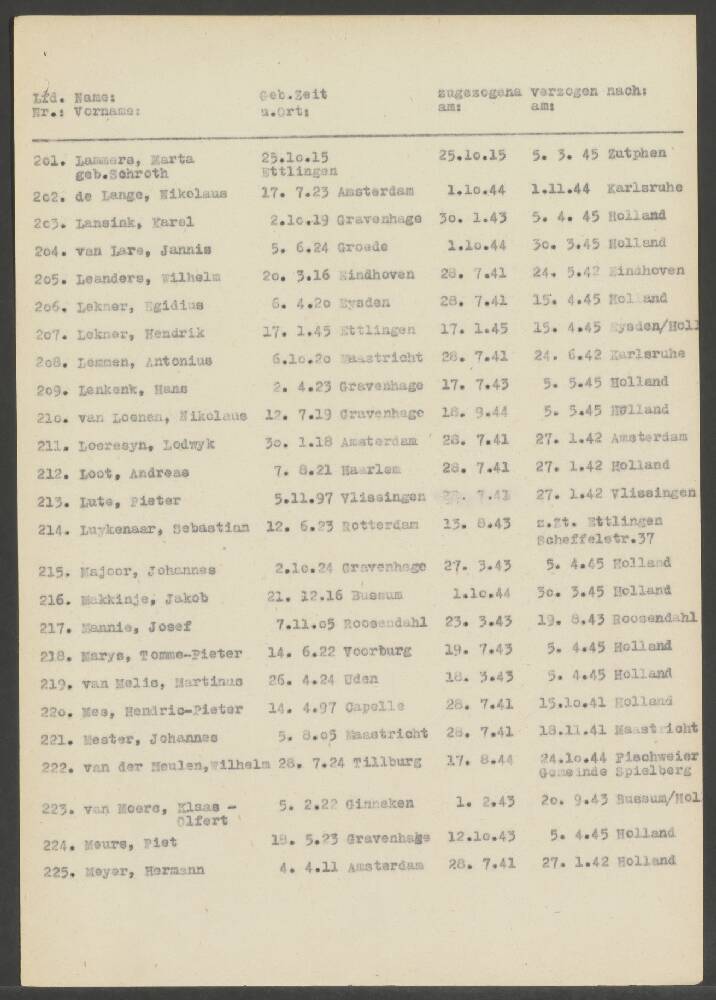 Lfd. Name: Geb.Zeit zugezogena verzogen nach:
Nr.: Vorname: u.Ort: am: am:
2o1. Lammers, Marta 25.1o.15 25.1o.15 5. 3. 45 Zutphen
geb.Schroth Ettlingen
2o2. de Lange, Nikolaus 17. 7.23 Amsterdam 1.1o.44 1.11.44 Karlsruhe
2o3. Lansink, Karel 2.1o.19 Gravenhage 3o. 1.43 5. 4. 45 Holland
2o4. van Lare, Jannis 5. 6.24 Groede 1.1o.44 3o. 3.45 Holland
2o5. Leanders, Wilhelm 2o. 3.16 Eindhoven 28. 7.41 24. 5.42 Eindhoven
2o6. Lekner, Egidius 6. 4.2o Eysden 28. 7.41 15. 4.45 Holland
2o7. Lekner, Hendrik 17. 1.45 Ettlingen 17. 1.45 15. 4.45 Eysden/Holl
2o8. Lemmen, Antonius 6.1o.2o Maastricht 28. 7.41 24. 6.42 Karlsruhe
2o9. Lenkenk, Hans 2. 4.23 Gravenhage 17. 7.43 5. 5.45 Holland
21o. van Loenen, Nikolaus 12. 7.19 Gravenhage 18. 9.44 5. 5.45 Holland
211. Loeresyn, Lodwyk 3o. 1.18 Amsterdam 28. 7.41 27. 1.42 Amsterdam
212. Loot, Andreas 7. 8.21 Haarlem 28. 7.41 27. 1.42 Holland
213. Lute, Pieter 5.11.97 Vlissingen 7.41 27. 1.42 Vlissingen
214. Luykenaar, Sebastian 12. 6.23 Rotterdam 13. 8.43 z.Zt. Ettlingen
Scheffelstr.37
215. Majoor, Johannes 2.1o.24 Gravenhage 27. 3.43 5. 4.45 Holland
216. Makkinje, Jakob 21. 12.16 Bussum 1.1o.44 3o. 3.45 Holland
217. Mannie, Josef 7.11.o5 Roosendahl 23. 3.43 19. 8.43 Roosendahl
218. Marys, Tomme-Pieter 14. 6.22 Voorburg 19. 7.43 5. 4.45 Holland
219. van Melis, Martinus 26. 4.24 Uden 18. 3.43 5. 4.45 Holland
22o. Mes, Hendric-Pieter 14. 4.97 Capelle 28. 7.41 15.1o.41 Holland
221. Mester, Johannes 5. 8.o5 Maastricht 28. 7.41 18.11.41 Maastricht
222. van der Meulen,Wilhelm 28. 7.24 Tillburg 17. 8.44 24.1o.44 Fischweier
Gemeinde Spielberg
223. van Moere, Klaas - 5. 2.22 Ginneken 1. 2.43 2o. 9.43 Bussum/Hol
Olfert
224. Meurs, Piet 18. 5.23 Gravenhage 12.1o.43 5. 4.45 Holland
225. Meyer, Hermann 4. 4.11 Amsterdam 28. 7.41 27. 1.42 Holland